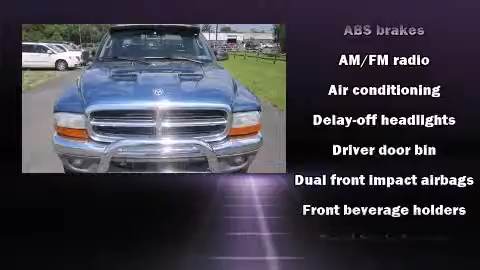 ABS brakes
AM/FM radio
Air conditioning
Delay-off headlights
Driver door bin
Dual front impact airbags
Front beverage holders